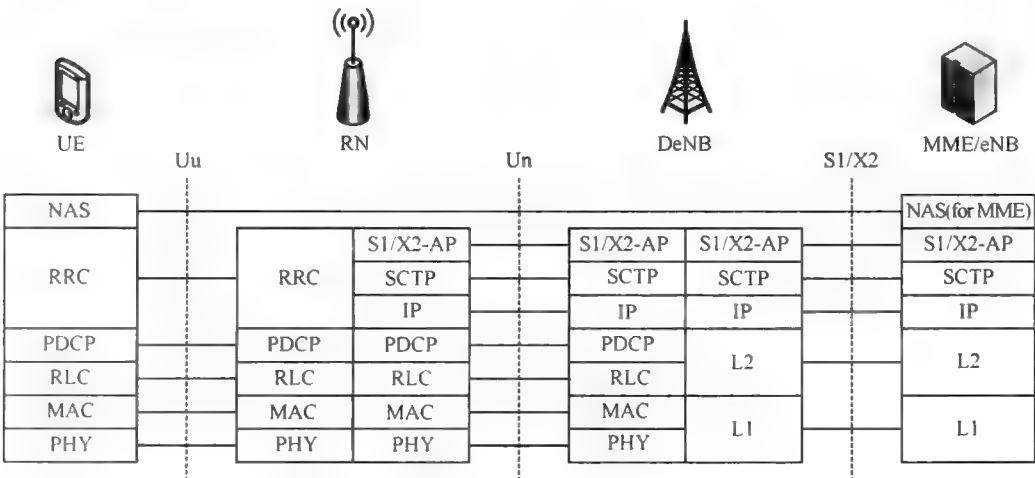 UE
RN
DeNB
MME/eNB
Uu
Un
S1/X2
NAS
NAS(for MME)
RRC
RRC
S1/X2-AP
S1/X2-AP
S1/X2-AP
S1/X2-AP
SCTP
SCTP
SCTP
SCTP
IP
IP
IP
IP
PDCP
PDCP
PDCP
PDCP
L2
L2
RLC
RLC
RLC
RLC
MAC
MAC
MAC
MAC
L1
L1
PHY
PHY
PHY
PHY